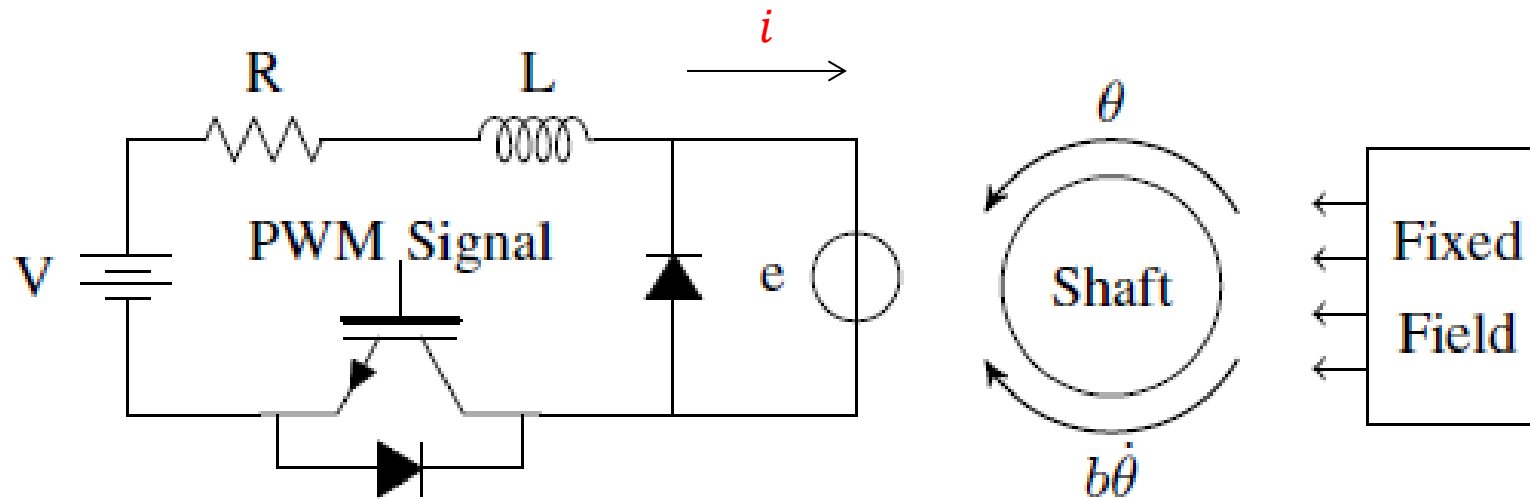 i
R
L
θ
PWM Signal
V
e
Shaft
Fixed
Field
bθ̇